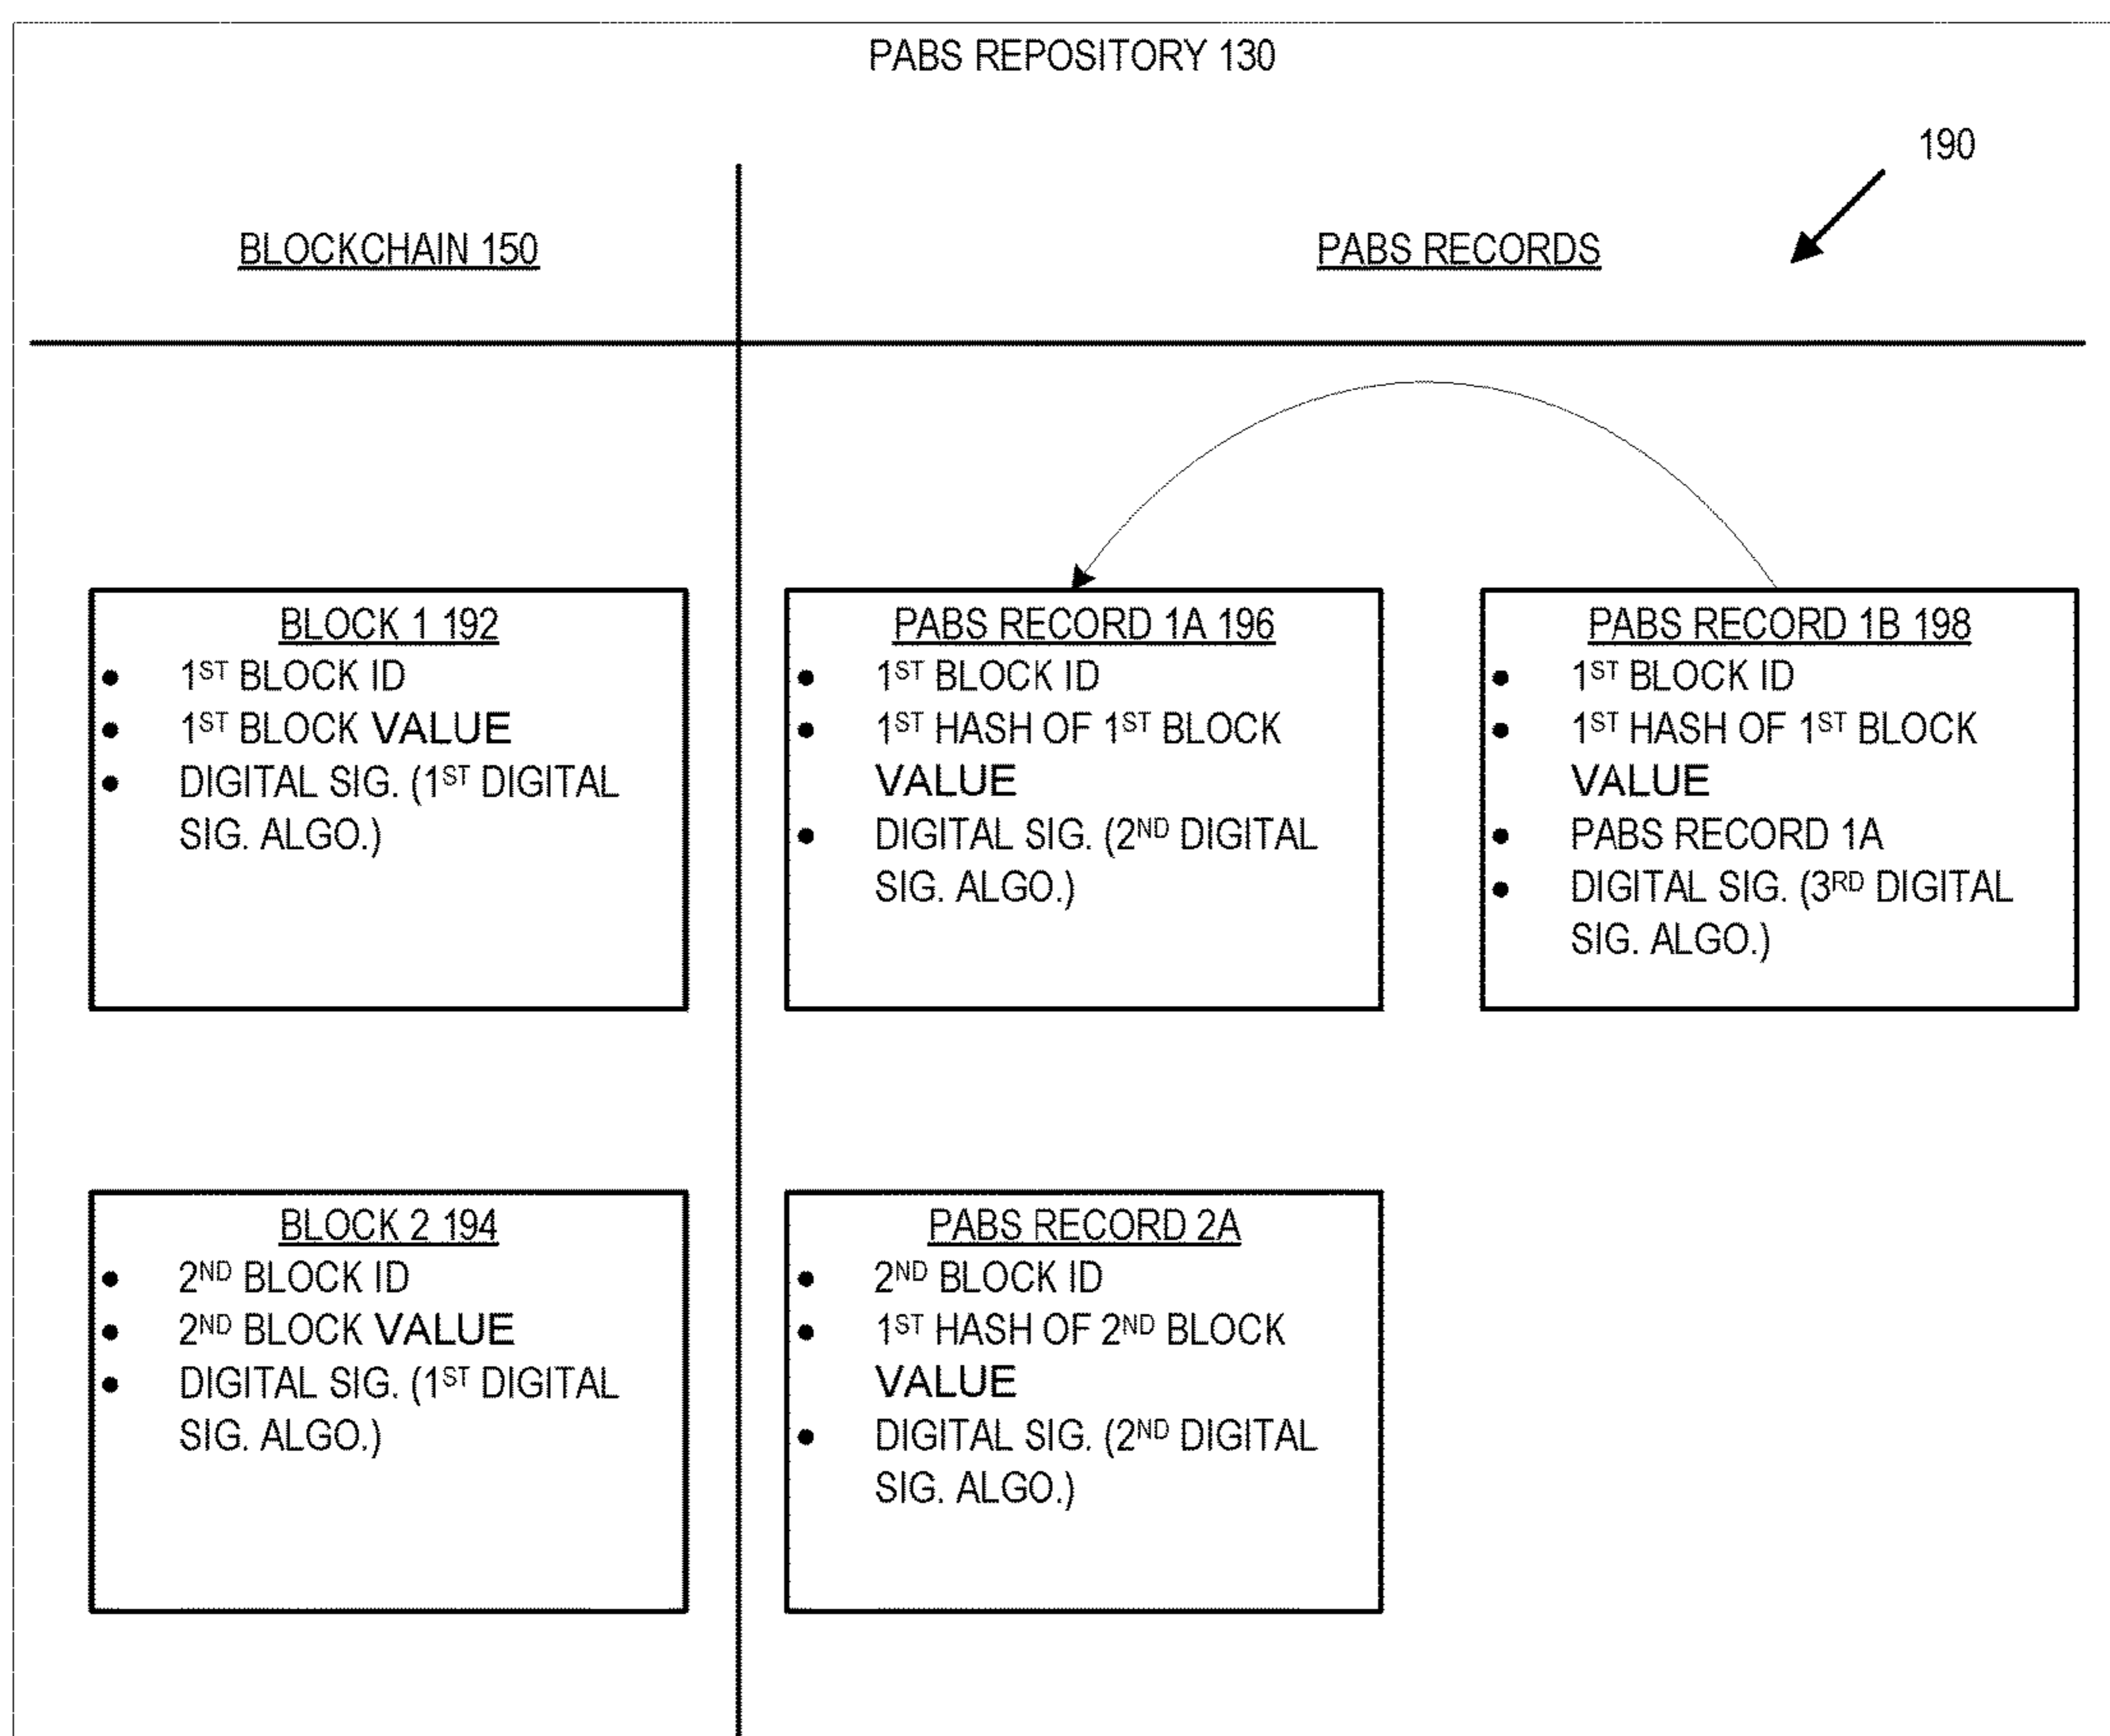 PABS REPOSITORY 130
190
BLOCKCHAIN 150
PABS RECORDS
BLOCK 1 192
• 1ST BLOCK ID
• 1ST BLOCK VALUE
• DIGITAL SIG. (1ST DIGITAL
SIG. ALGO.)
PABS RECORD 1A 196
• 1ST BLOCK ID
• 1ST HASH OF 1ST BLOCK
VALUE
• DIGITAL SIG. (2ND DIGITAL
SIG. ALGO.)
PABS RECORD 1B 198
• 1ST BLOCK ID
• 1ST HASH OF 1ST BLOCK
VALUE
• PABS RECORD 1A
• DIGITAL SIG. (3RD DIGITAL
SIG. ALGO.)
BLOCK 2 194
• 2ND BLOCK ID
• 2ND BLOCK VALUE
• DIGITAL SIG. (1ST DIGITAL
SIG. ALGO.)
PABS RECORD 2A
• 2ND BLOCK ID
• 1ST HASH OF 2ND BLOCK
VALUE
• DIGITAL SIG. (2ND DIGITAL
SIG. ALGO.)